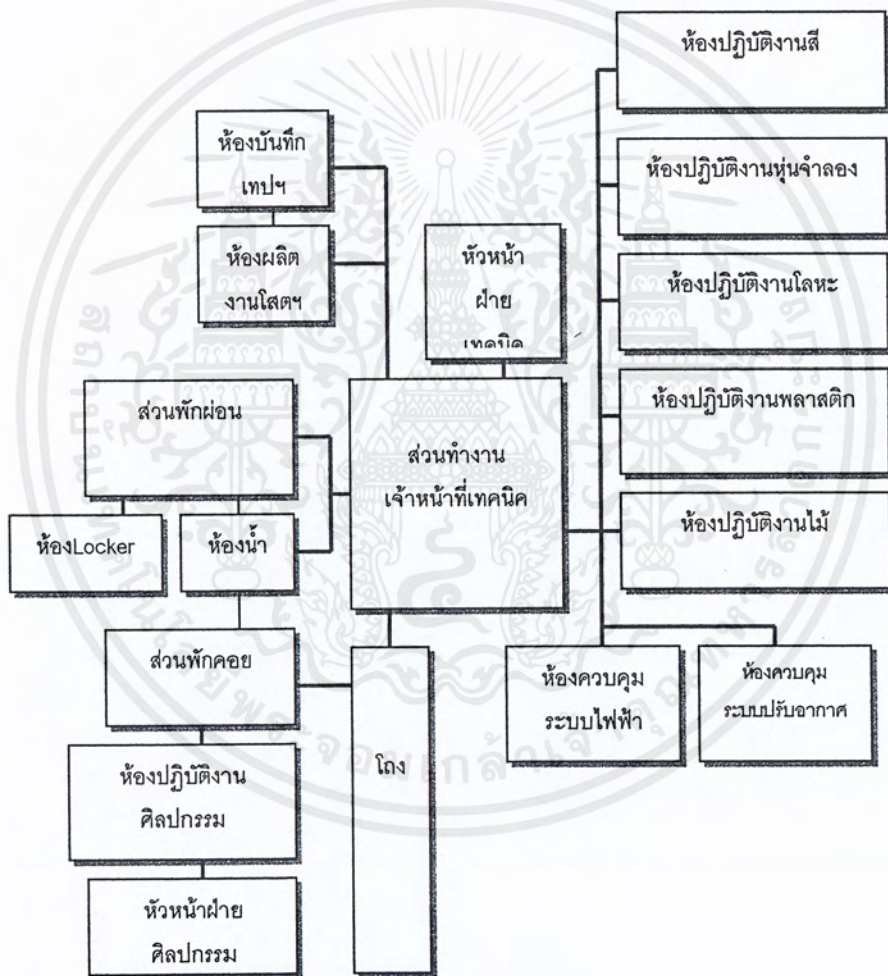 ห้องปฏิบัติงานสี
ห้องบันทึก
เทปฯ
ห้องปฏิบัติงานหุ่นจำลอง
ห้องผลิต
งานโสตฯ
หัวหน้า
ฝ่าย
เทคนิค
ห้องปฏิบัติงานโลหะ
ส่วนพักผ่อน
ห้องปฏิบัติงานพลาสติก
ส่วนทำงาน
เจ้าหน้าที่เทคนิค
ห้องปฏิบัติงานไม้
ห้องLocker
ห้องน้ำ
ส่วนพักคอย
ห้องควบคุม
ระบบไฟฟ้า
ห้องควบคุม
ระบบปรับอากาศ
โถง
ห้องปฏิบัติงาน
ศิลปกรรม
หัวหน้าฝ่าย
ศิลปกรรม